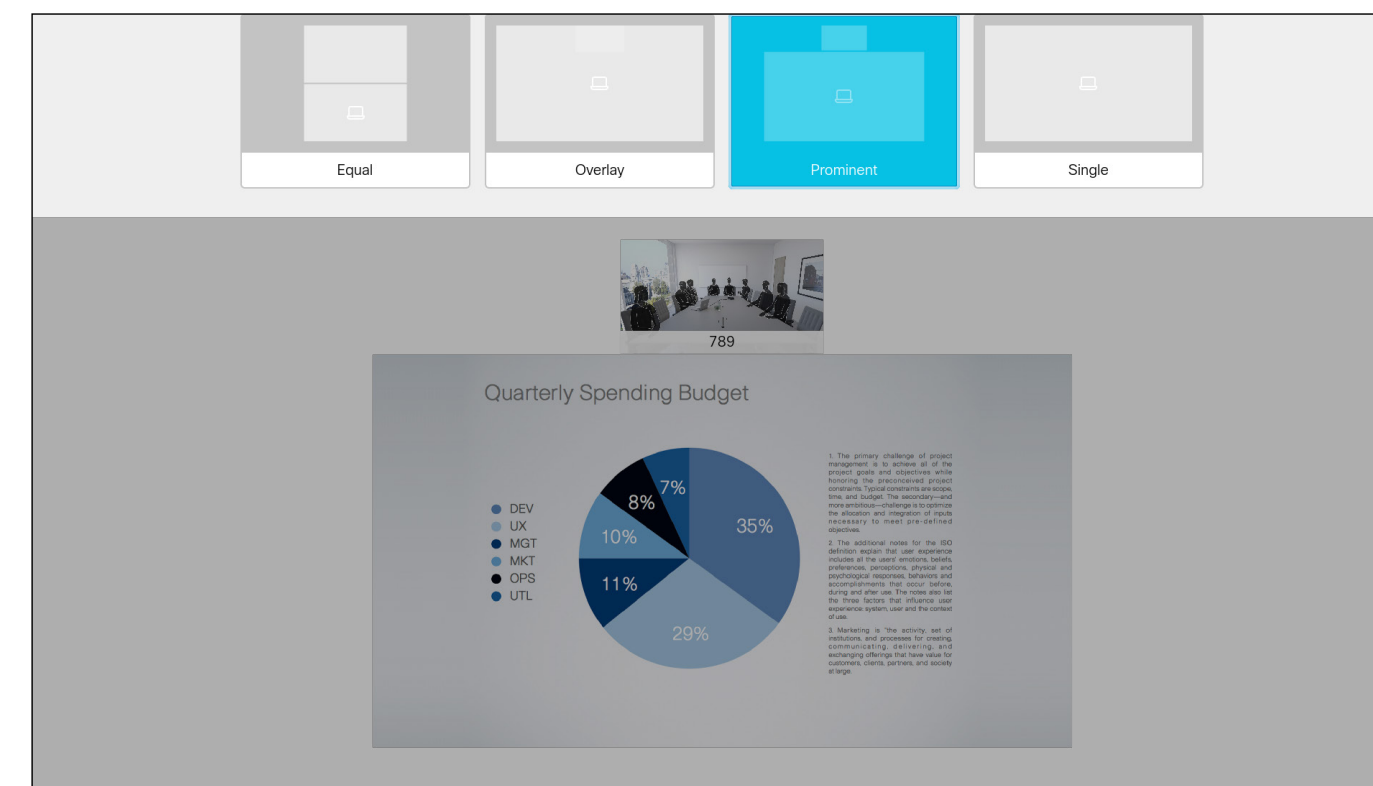 Equal
Overlay
Prominent
Single
789
Quarterly Spending Budget
DEV
UX
MGT
MKT
OPS
UTL
7%
8%
35%
10%
11%
29%
1. The primary challenge of project
management is to achieve all of the
project goals and objectives while
honoring the preconceived project
constraints. Typical constraints are scope,
time, and budget. The secondary—and
more ambitious—challenge is to optimize
the allocation and integration of inputs
necessary to meet pre-defined
objectives.
2. The additional notes for the ISO
definition explain that user experience
includes all the users' emotions, beliefs,
preferences, perceptions, physical and
psychological responses, behaviors and
accomplishments that occur before,
during and after use. The notes also list
the three factors that influence user
experience: system, user and the context
of use.
3. Marketing is "the activity, set of
institutions, and processes for creating,
communicating, delivering, and
exchanging offerings that have value for
customers, clients, partners, and society
at large.